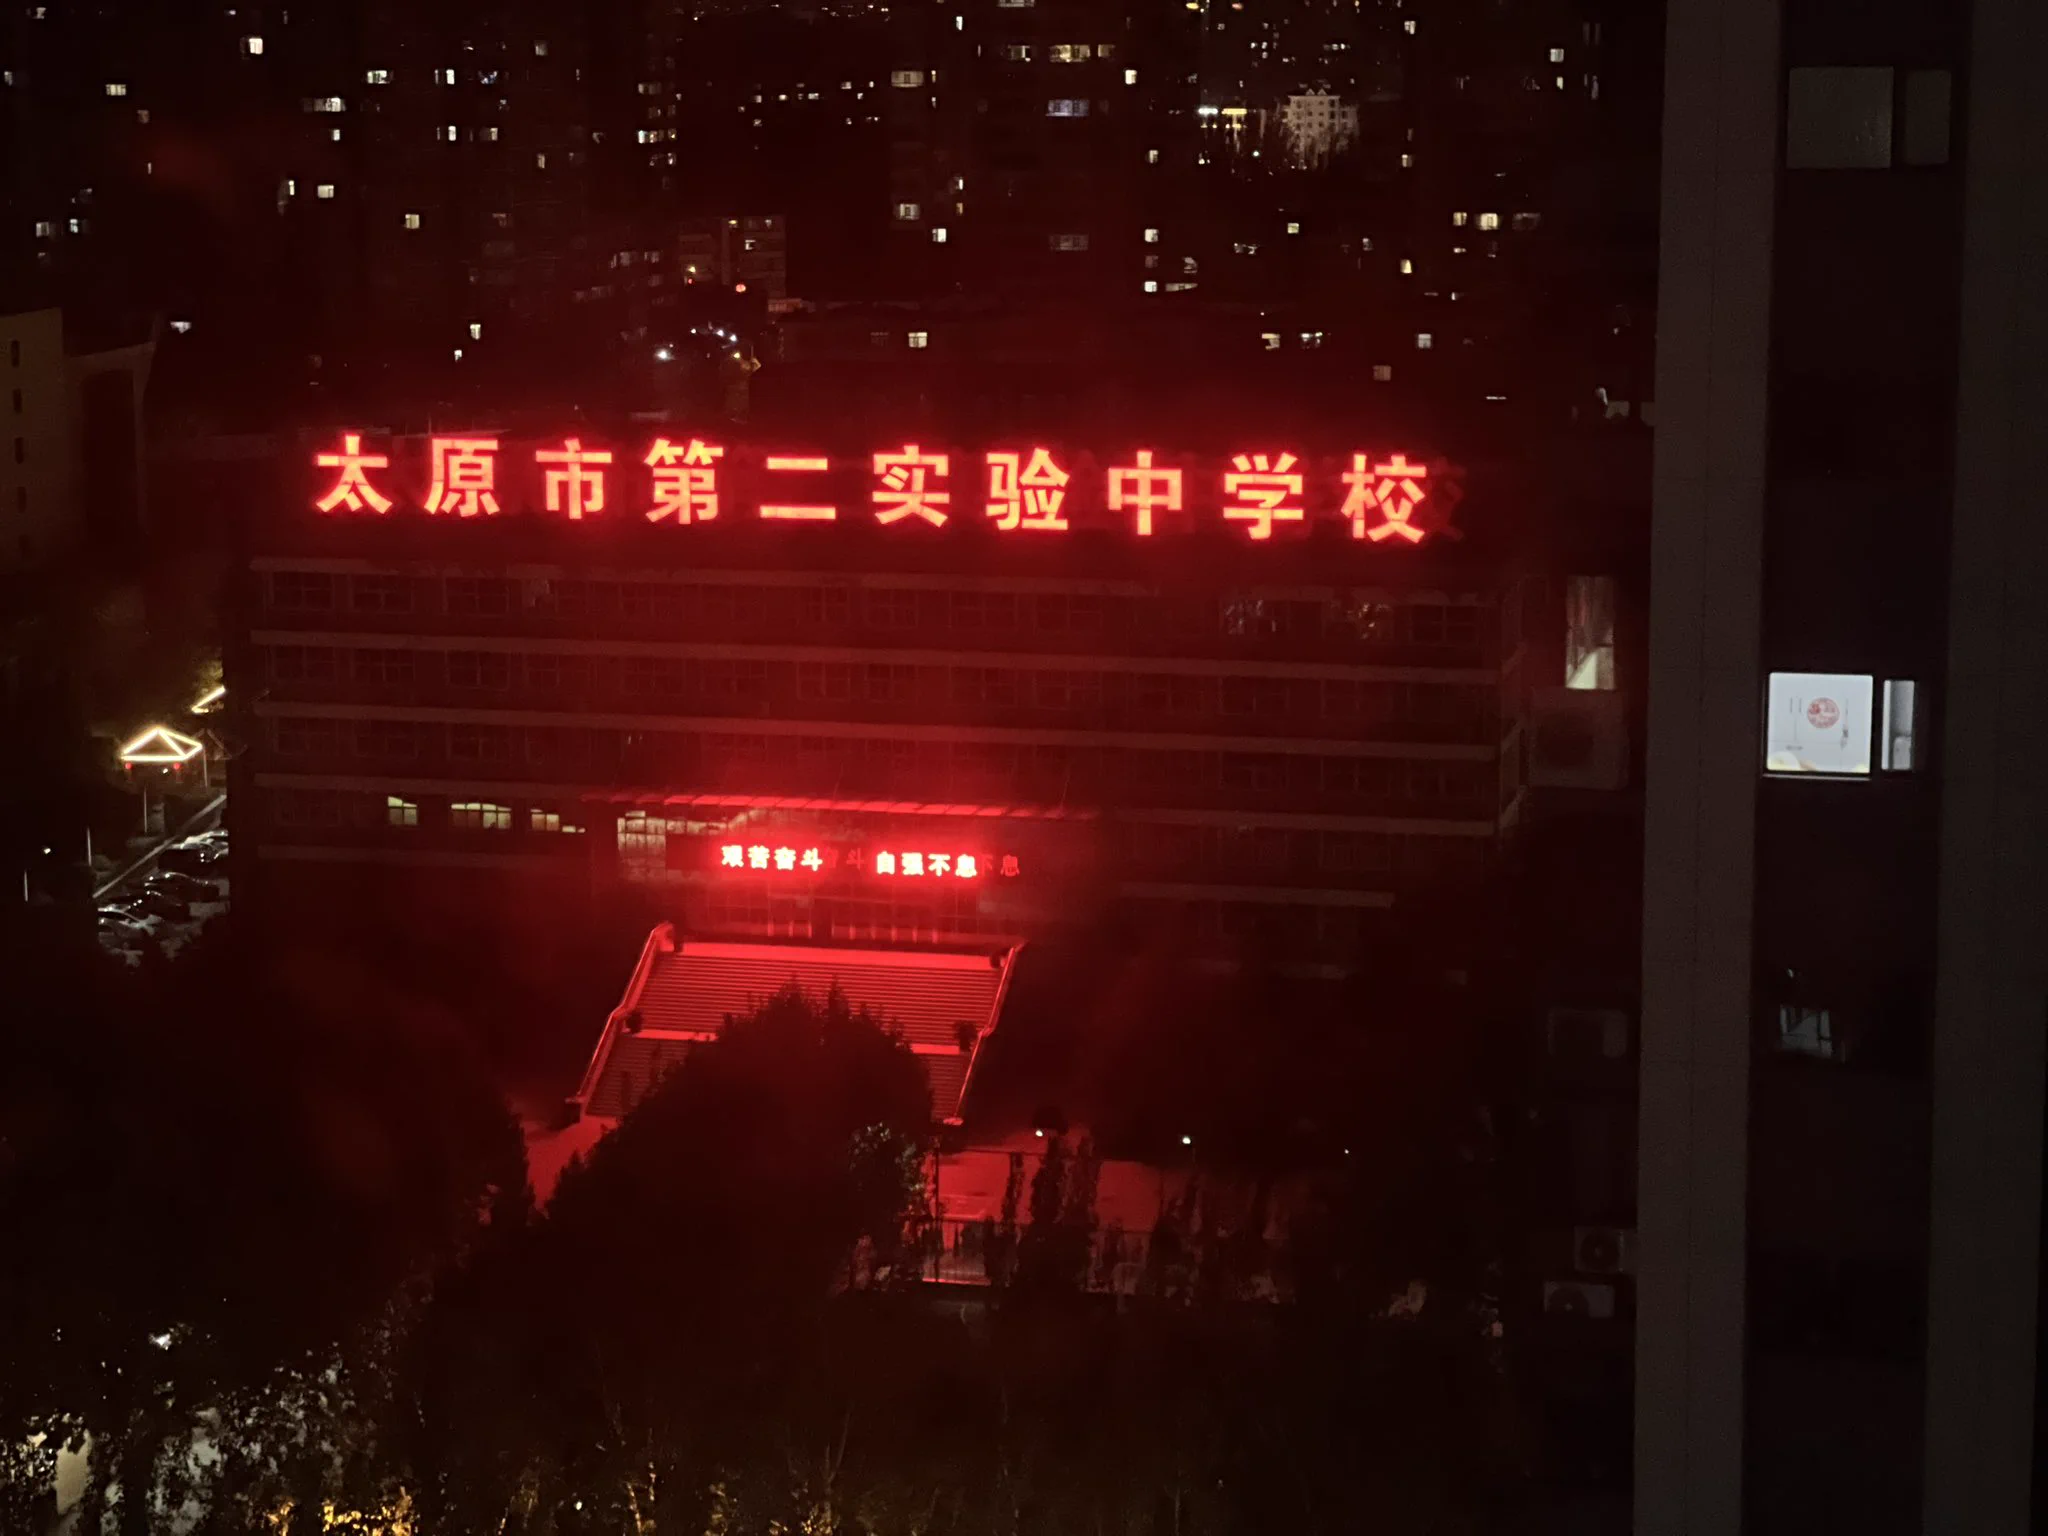 太原市第二实验中学校
艰苦奋斗 自强不息